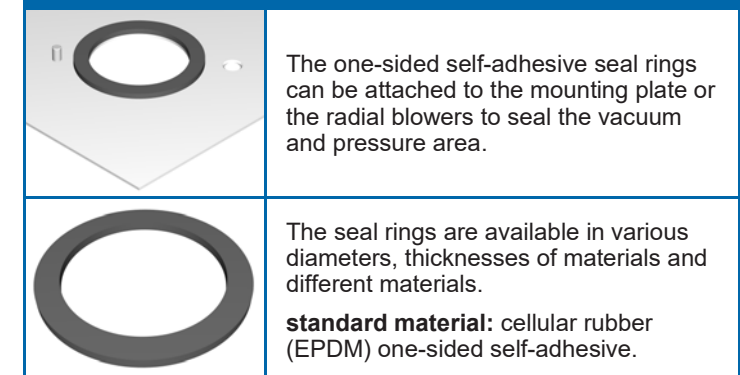 The one-sided self-adhesive seal rings
can be attached to the mounting plate or
the radial blowers to seal the vacuum
and pressure area.
The seal rings are available in various
diameters, thicknesses of materials and
different materials.
standard material: cellular rubber
(EPDM) one-sided self-adhesive.